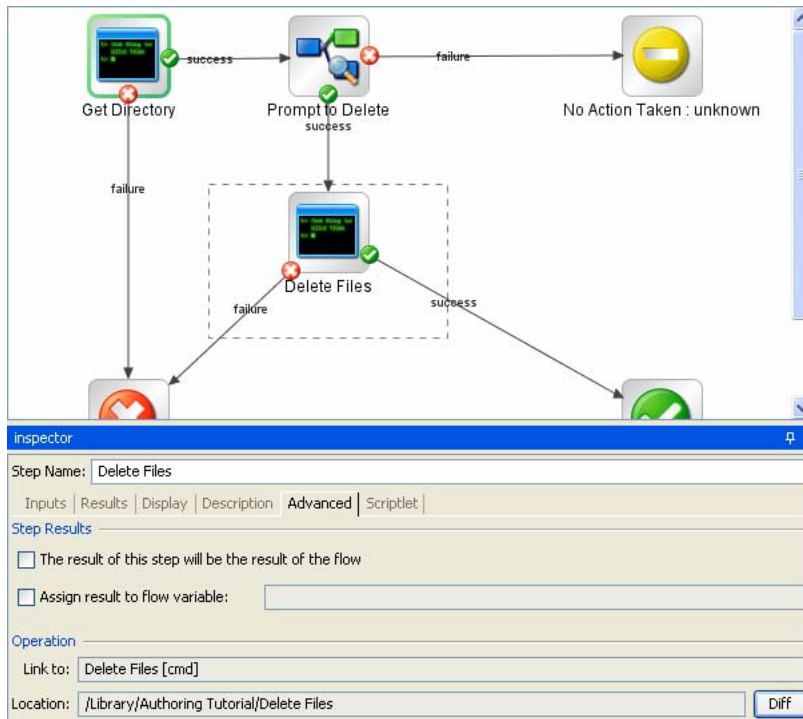 success
failure
Get Directory
Prompt to Delete
No Action Taken : unknown
success
failure
Delete Files
failure
success
inspector
Step Name: Delete Files
Inputs | Results | Display | Description | Advanced | Scriptlet |
Step Results
The result of this step will be the result of the flow
Assign result to flow variable:
Operation
Link to: Delete Files [cmd]
Location: /Library/Authoring Tutorial/Delete Files Diff